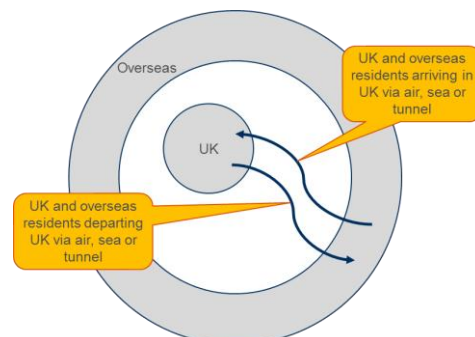 Overseas
UK and overseas
residents arriving in
UK via air, sea or
tunnel
UK
UK and overseas
residents departing
UK via air, sea or
tunnel